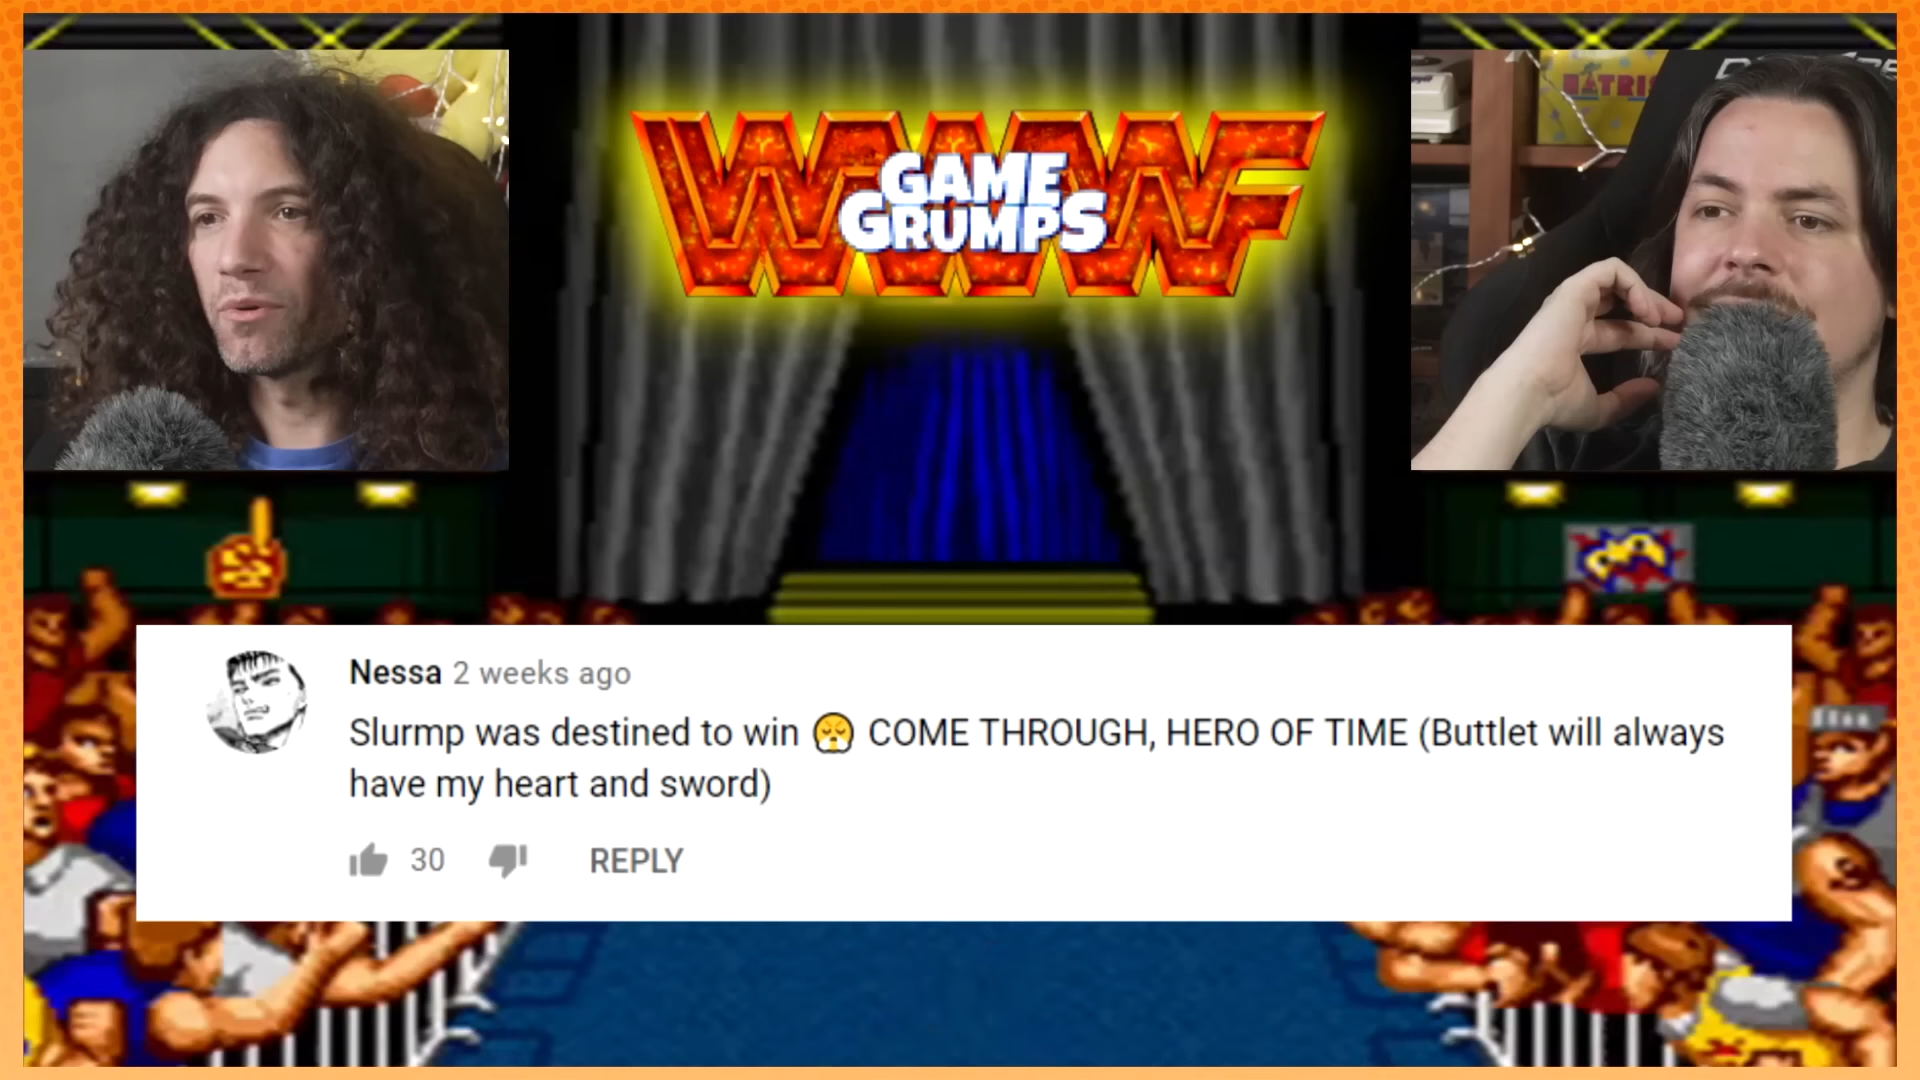 WWF
GAME
GRUMPS
Nessa 2 weeks ago
Slurmp was destined to win 😤 COME THROUGH, HERO OF TIME (Buttlet will always
have my heart and sword)
30 REPLY